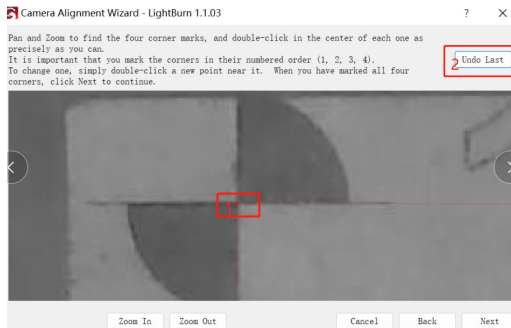 Camera Alignment Wizard - LightBurn 1.1.03
Pan and Zoom to find the four corner marks, and double-click in the center of each one as
precisely as you can.
It is important that you mark the corners in their numbered order (1, 2, 3, 4).
To change one, simply double-click a new point near it. When you have marked all four
corners, click Next to continue.
2
Undo Last
1
Zoom In
Zoom Out
Cancel
Back
Next